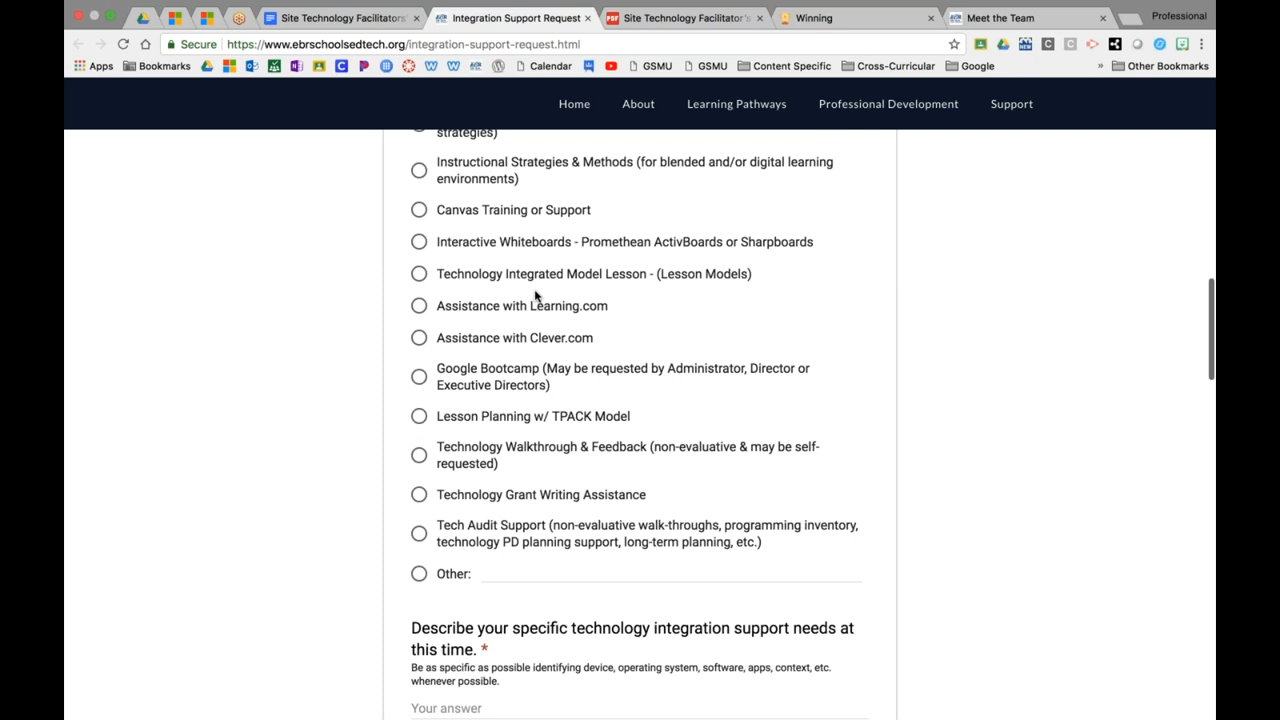 Site Technology Facilitators'
Integration Support Request
Site Technology Facilitator's
Winning
Meet the Team
Professional
Secure
https://www.ebrschoolsedtech.org/integration-support-request.html
Apps
Bookmarks
Calendar
GSMU
GSMU
Content Specific
Cross-Curricular
Google
»
Other Bookmarks
Home
About
Learning Pathways
Professional Development
Support
strategies)
Instructional Strategies & Methods (for blended and/or digital learning
environments)
Canvas Training or Support
Interactive Whiteboards - Promethean ActivBoards or Sharpboards
Technology Integrated Model Lesson - (Lesson Models)
Assistance with Learning.com
Assistance with Clever.com
Google Bootcamp (May be requested by Administrator, Director or
Executive Directors)
Lesson Planning w/ TPACK Model
Technology Walkthrough & Feedback (non-evaluative & may be self-
requested)
Technology Grant Writing Assistance
Tech Audit Support (non-evaluative walk-throughs, programming inventory,
technology PD planning support, long-term planning, etc.)
Other:
Describe your specific technology integration support needs at
this time. *
Be as specific as possible identifying device, operating system, software, apps, context, etc.
whenever possible.
Your answer